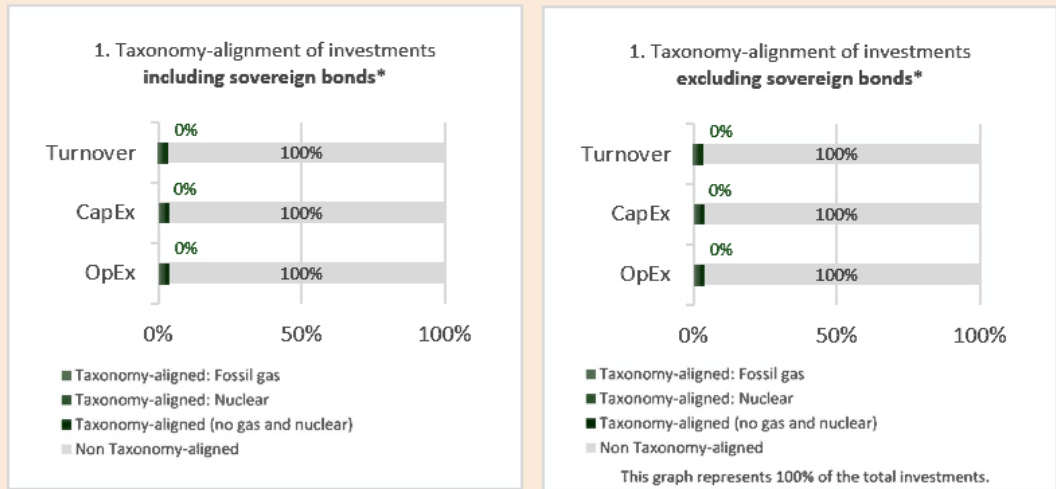 1. Taxonomy-alignment of investments
including sovereign bonds*
0%
Turnover 100%
0%
CapEx 100%
0%
OpEx 100%
0% 50% 100%
Taxonomy-aligned: Fossil gas
Taxonomy-aligned: Nuclear
Taxonomy-aligned (no gas and nuclear)
Non Taxonomy-aligned
1. Taxonomy-alignment of investments
excluding sovereign bonds*
0%
Turnover 100%
0%
CapEx 100%
0%
OpEx 100%
0% 50% 100%
Taxonomy-aligned: Fossil gas
Taxonomy-aligned: Nuclear
Taxonomy-aligned (no gas and nuclear)
Non Taxonomy-aligned
This graph represents 100% of the total investments.